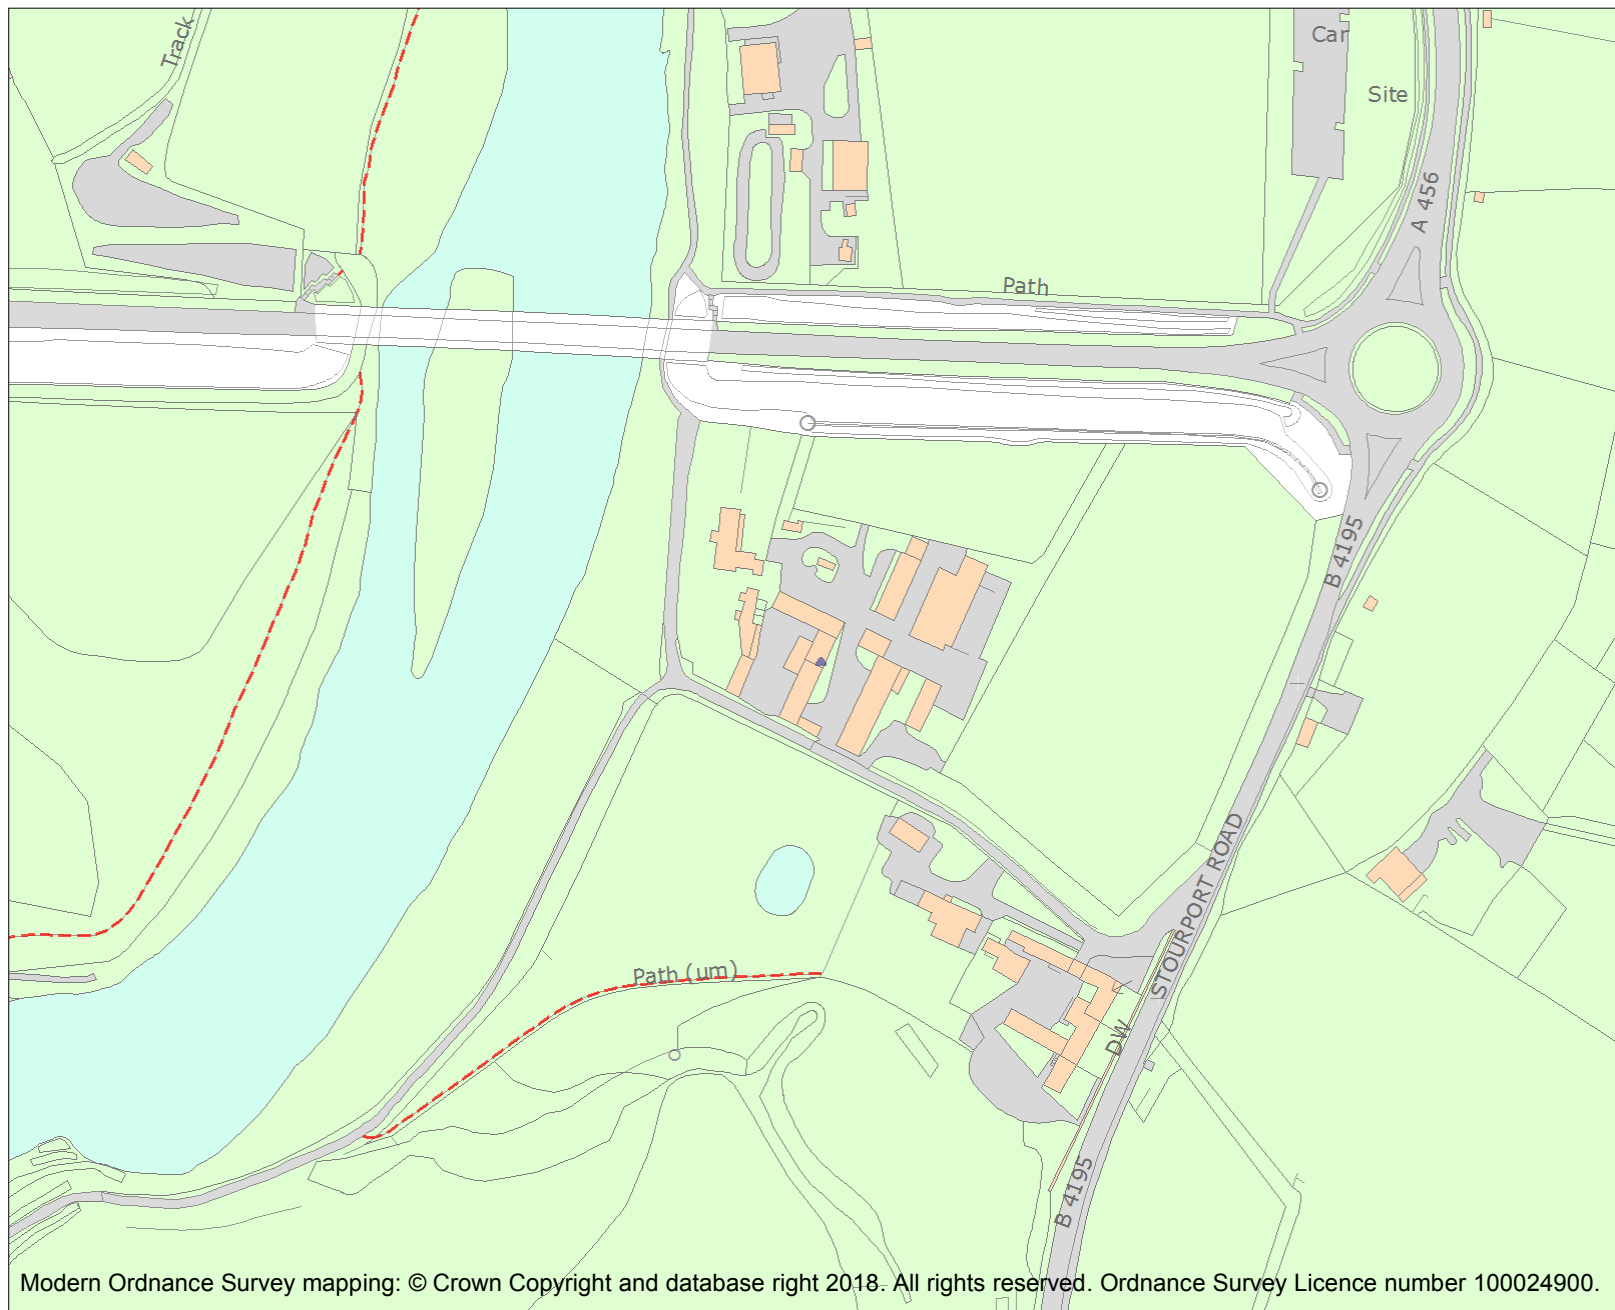 Track
Car
Site
A 456
Path
B 4195
STOURPORT ROAD
Path (um)
DW
B 4195
Modern Ordnance Survey mapping: © Crown Copyright and database right 2018. All rights reserved. Ordnance Survey Licence number 100024900.